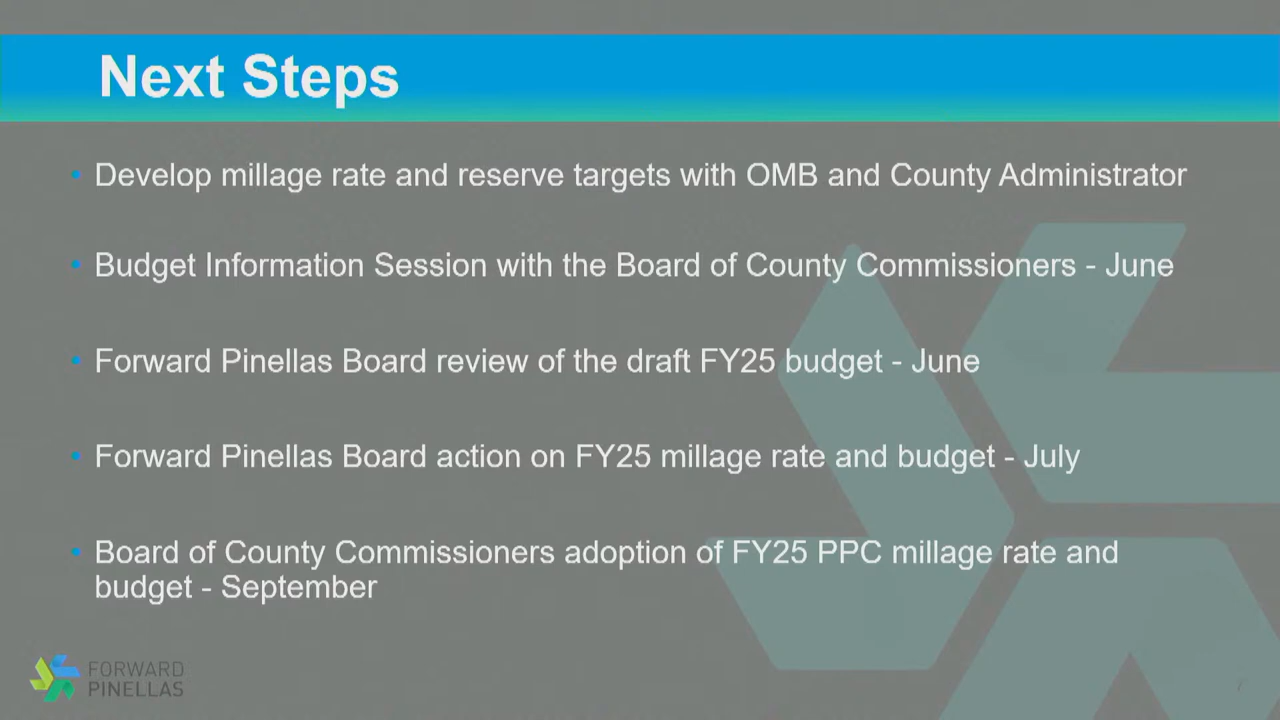 Next Steps
• Develop millage rate and reserve targets with OMB and County Administrator
• Budget Information Session with the Board of County Commissioners - June
• Forward Pinellas Board review of the draft FY25 budget - June
• Forward Pinellas Board action on FY25 millage rate and budget - July
• Board of County Commissioners adoption of FY25 PPC millage rate and
budget - September
FORWARD
PINELLAS
7